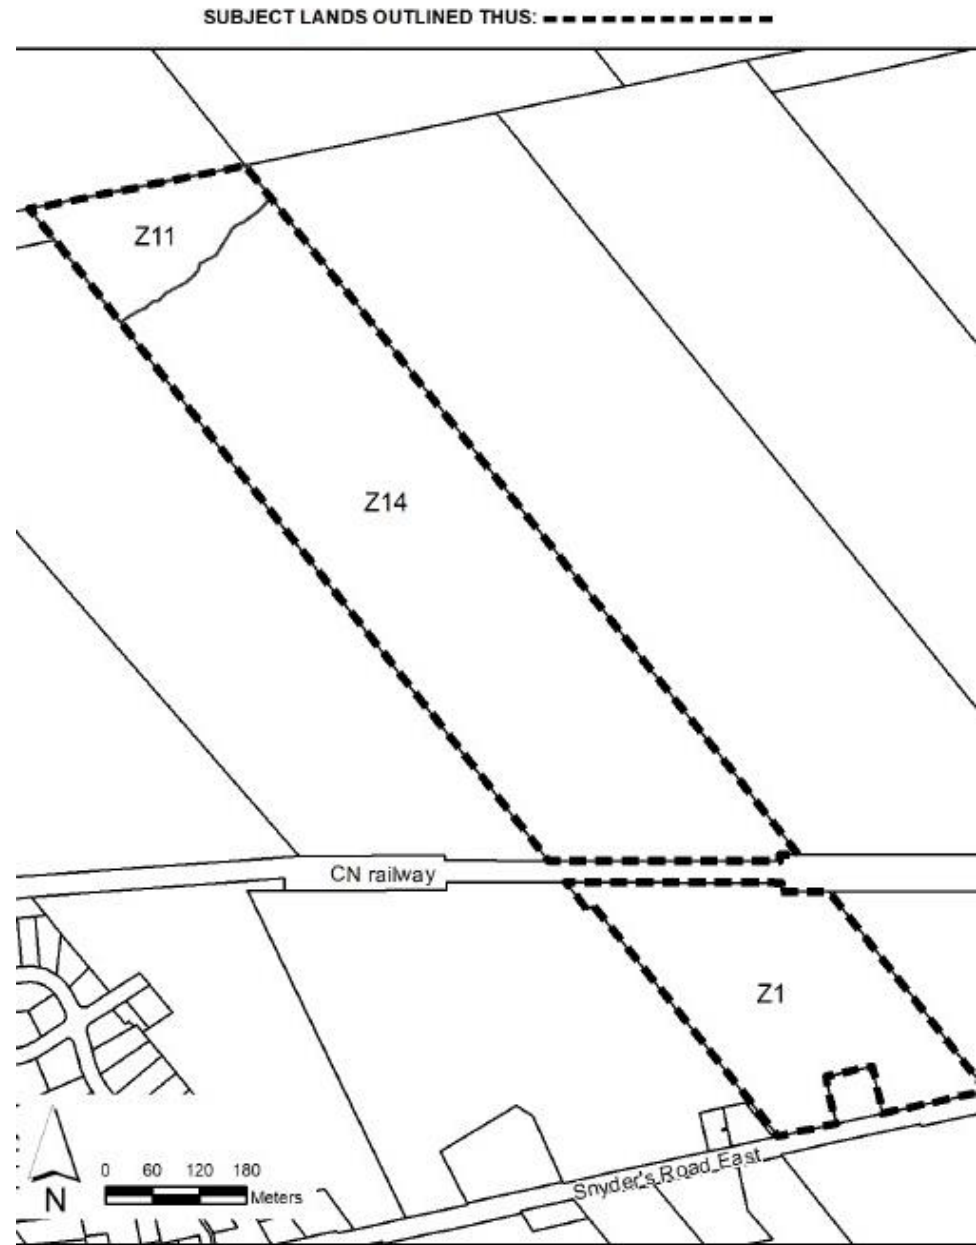 SUBJECT LANDS OUTLINED THUS:
Z11
Z14
CN railway
Z1
Snyder's Road East
0 60 120 180
Meters
N